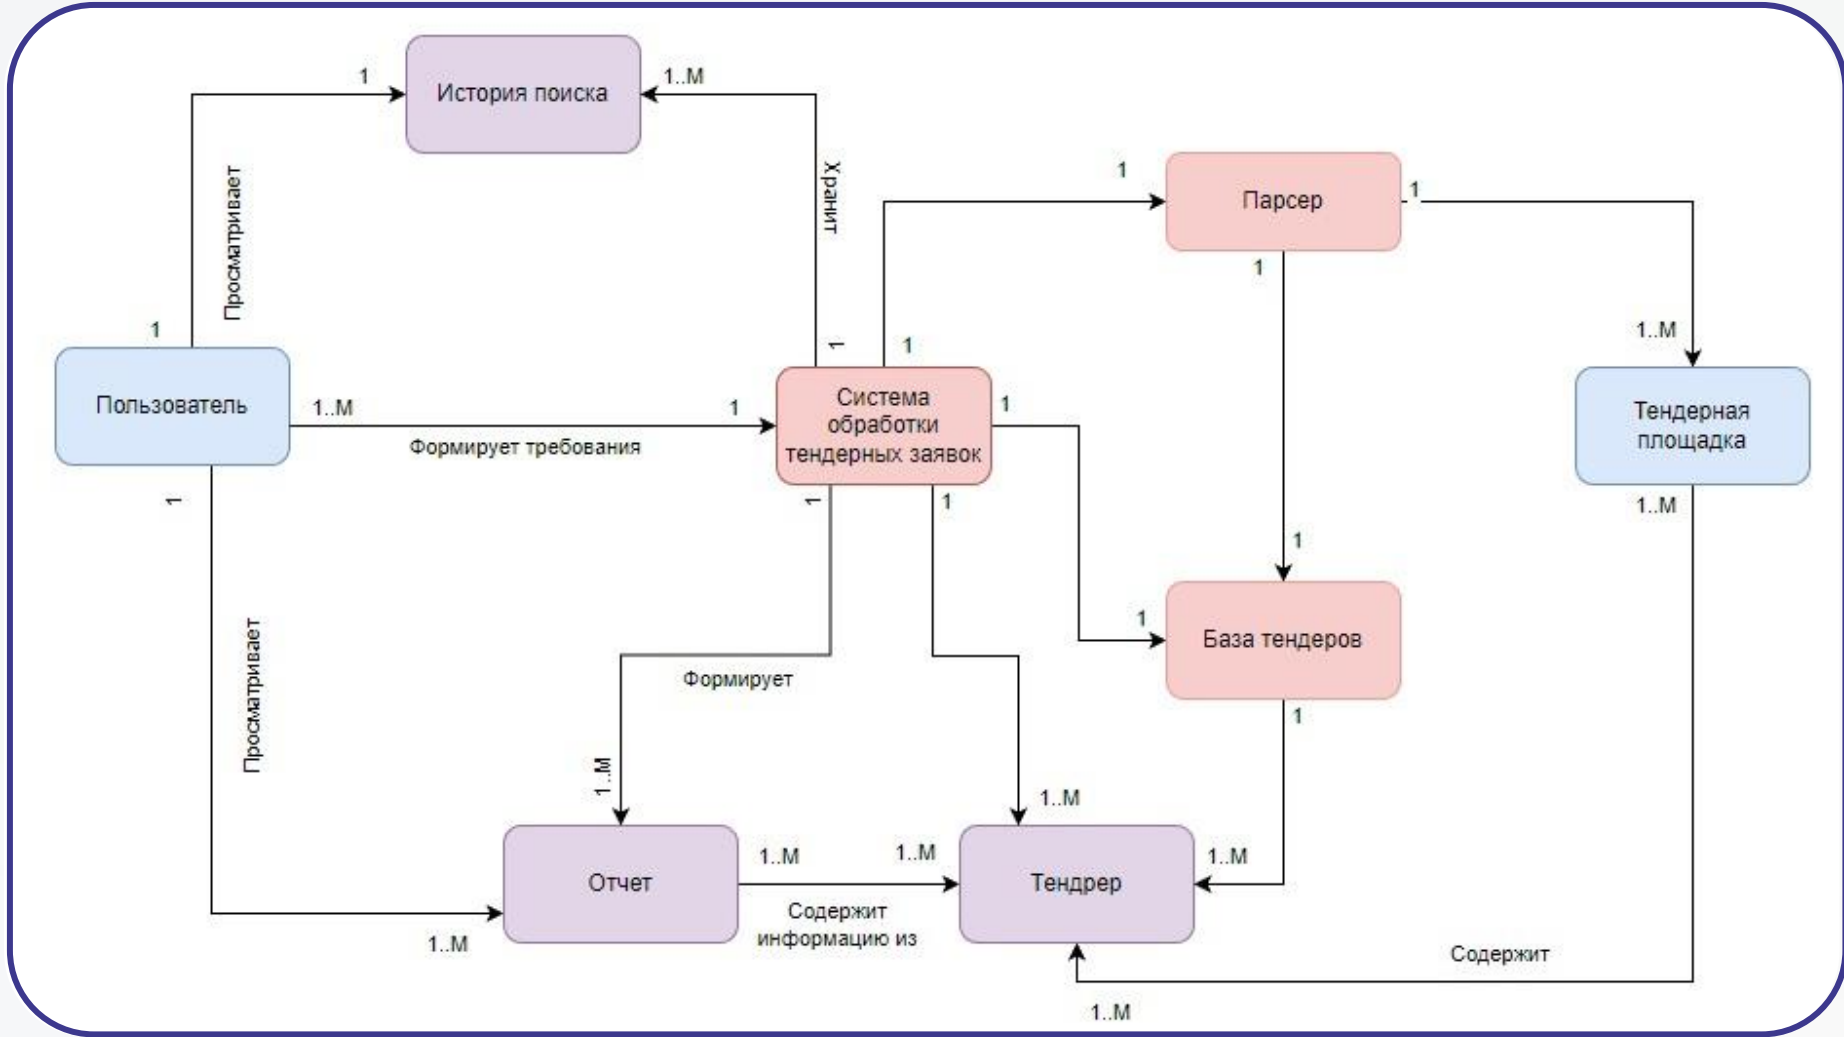 1
История поиска
1..М
Просматривает
Хранит
1
Парсер
1
1
1
1
1
1..М
Пользователь
1..М
1
Формирует требования
Система
обработки
тендерных заявок
1
Тендерная
площадка
1
1
1
1..М
1
1
База тендеров
Просматривает
Формирует
1
1..М
1..М
Отчет
1..М
1..М
Тендрер
1..М
Содержит
информацию из
1..М
Содержит
1..М